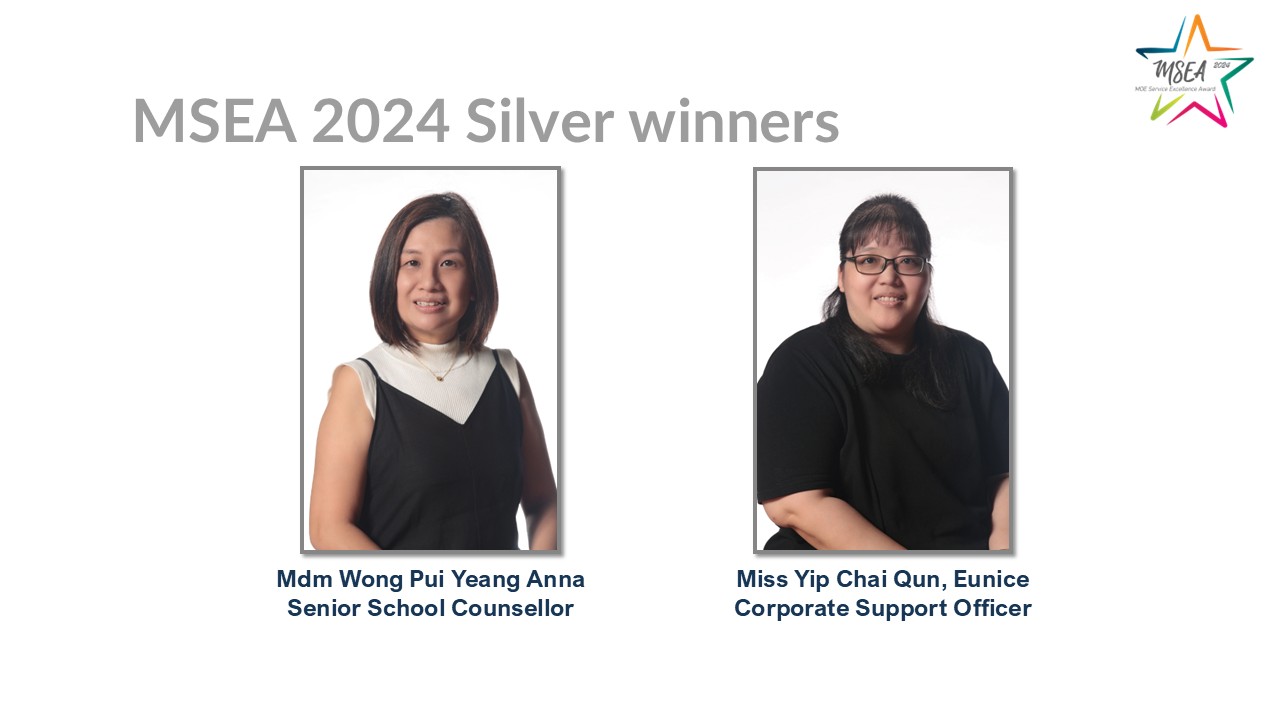 MSEA 2024
MOE Service Excellence Award
MSEA 2024 Silver winners
Mdm Wong Pui Yeang Anna
Senior School Counsellor
Miss Yip Chai Qun, Eunice
Corporate Support Officer